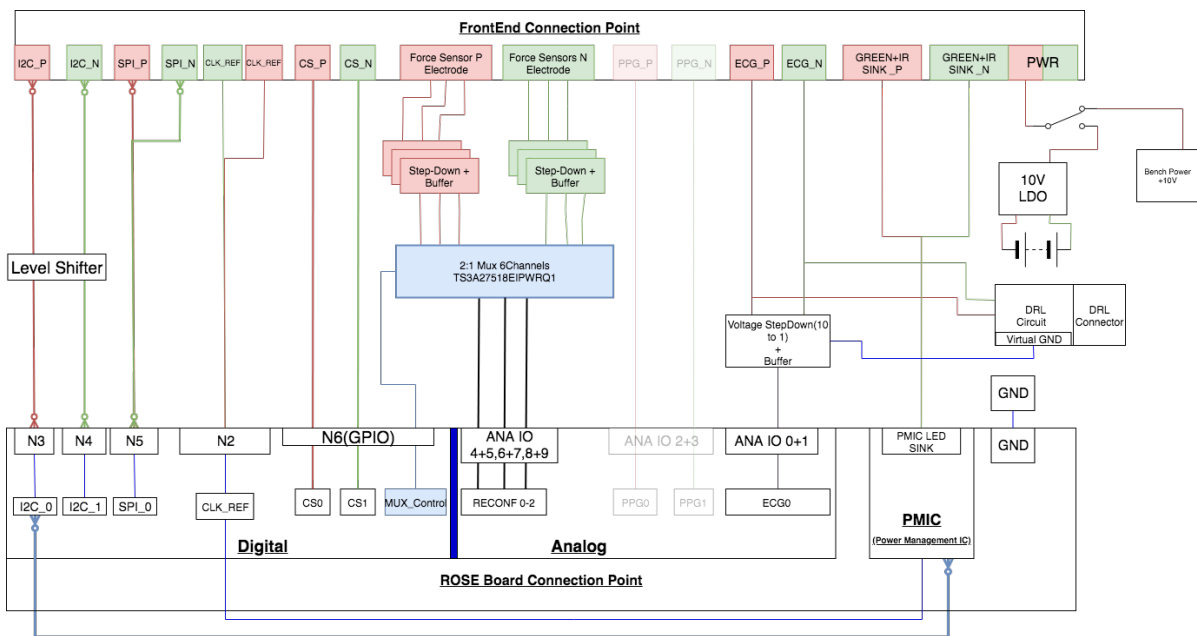 FrontEnd Connection Point
I2C_P
I2C_N
SPI_P
SPI_N
CLK_REF
CLK_REF
CS_P
CS_N
Force Sensor P
Electrode
Force Sensors N
Electrode
PPG_P
PPG_N
ECG_P
ECG_N
GREEN+IR
SINK _P
GREEN+IR
SINK _N
PWR
Step-Down +
Buffer
Step-Down +
Buffer
10V
LDO
Bench Power
+10V
Level Shifter
2:1 Mux 6Channels
TS3A27518EIPWRQ1
Voltage StepDown(10
to 1)
+
Buffer
DRL
Circuit
Virtual GND
DRL
Connector
GND
N3
N4
N5
N2
N6(GPIO)
ANA IO
4+5,6+7,8+9
ANA IO 2+3
ANA IO 0+1
PMIC LED
SINK
GND
I2C_0
I2C_1
SPI_0
CLK_REF
CS0
CS1
MUX_Control
RECONF 0-2
PPG0
PPG1
ECG0
PMIC
(Power Management IC)
Digital
Analog
ROSE Board Connection Point